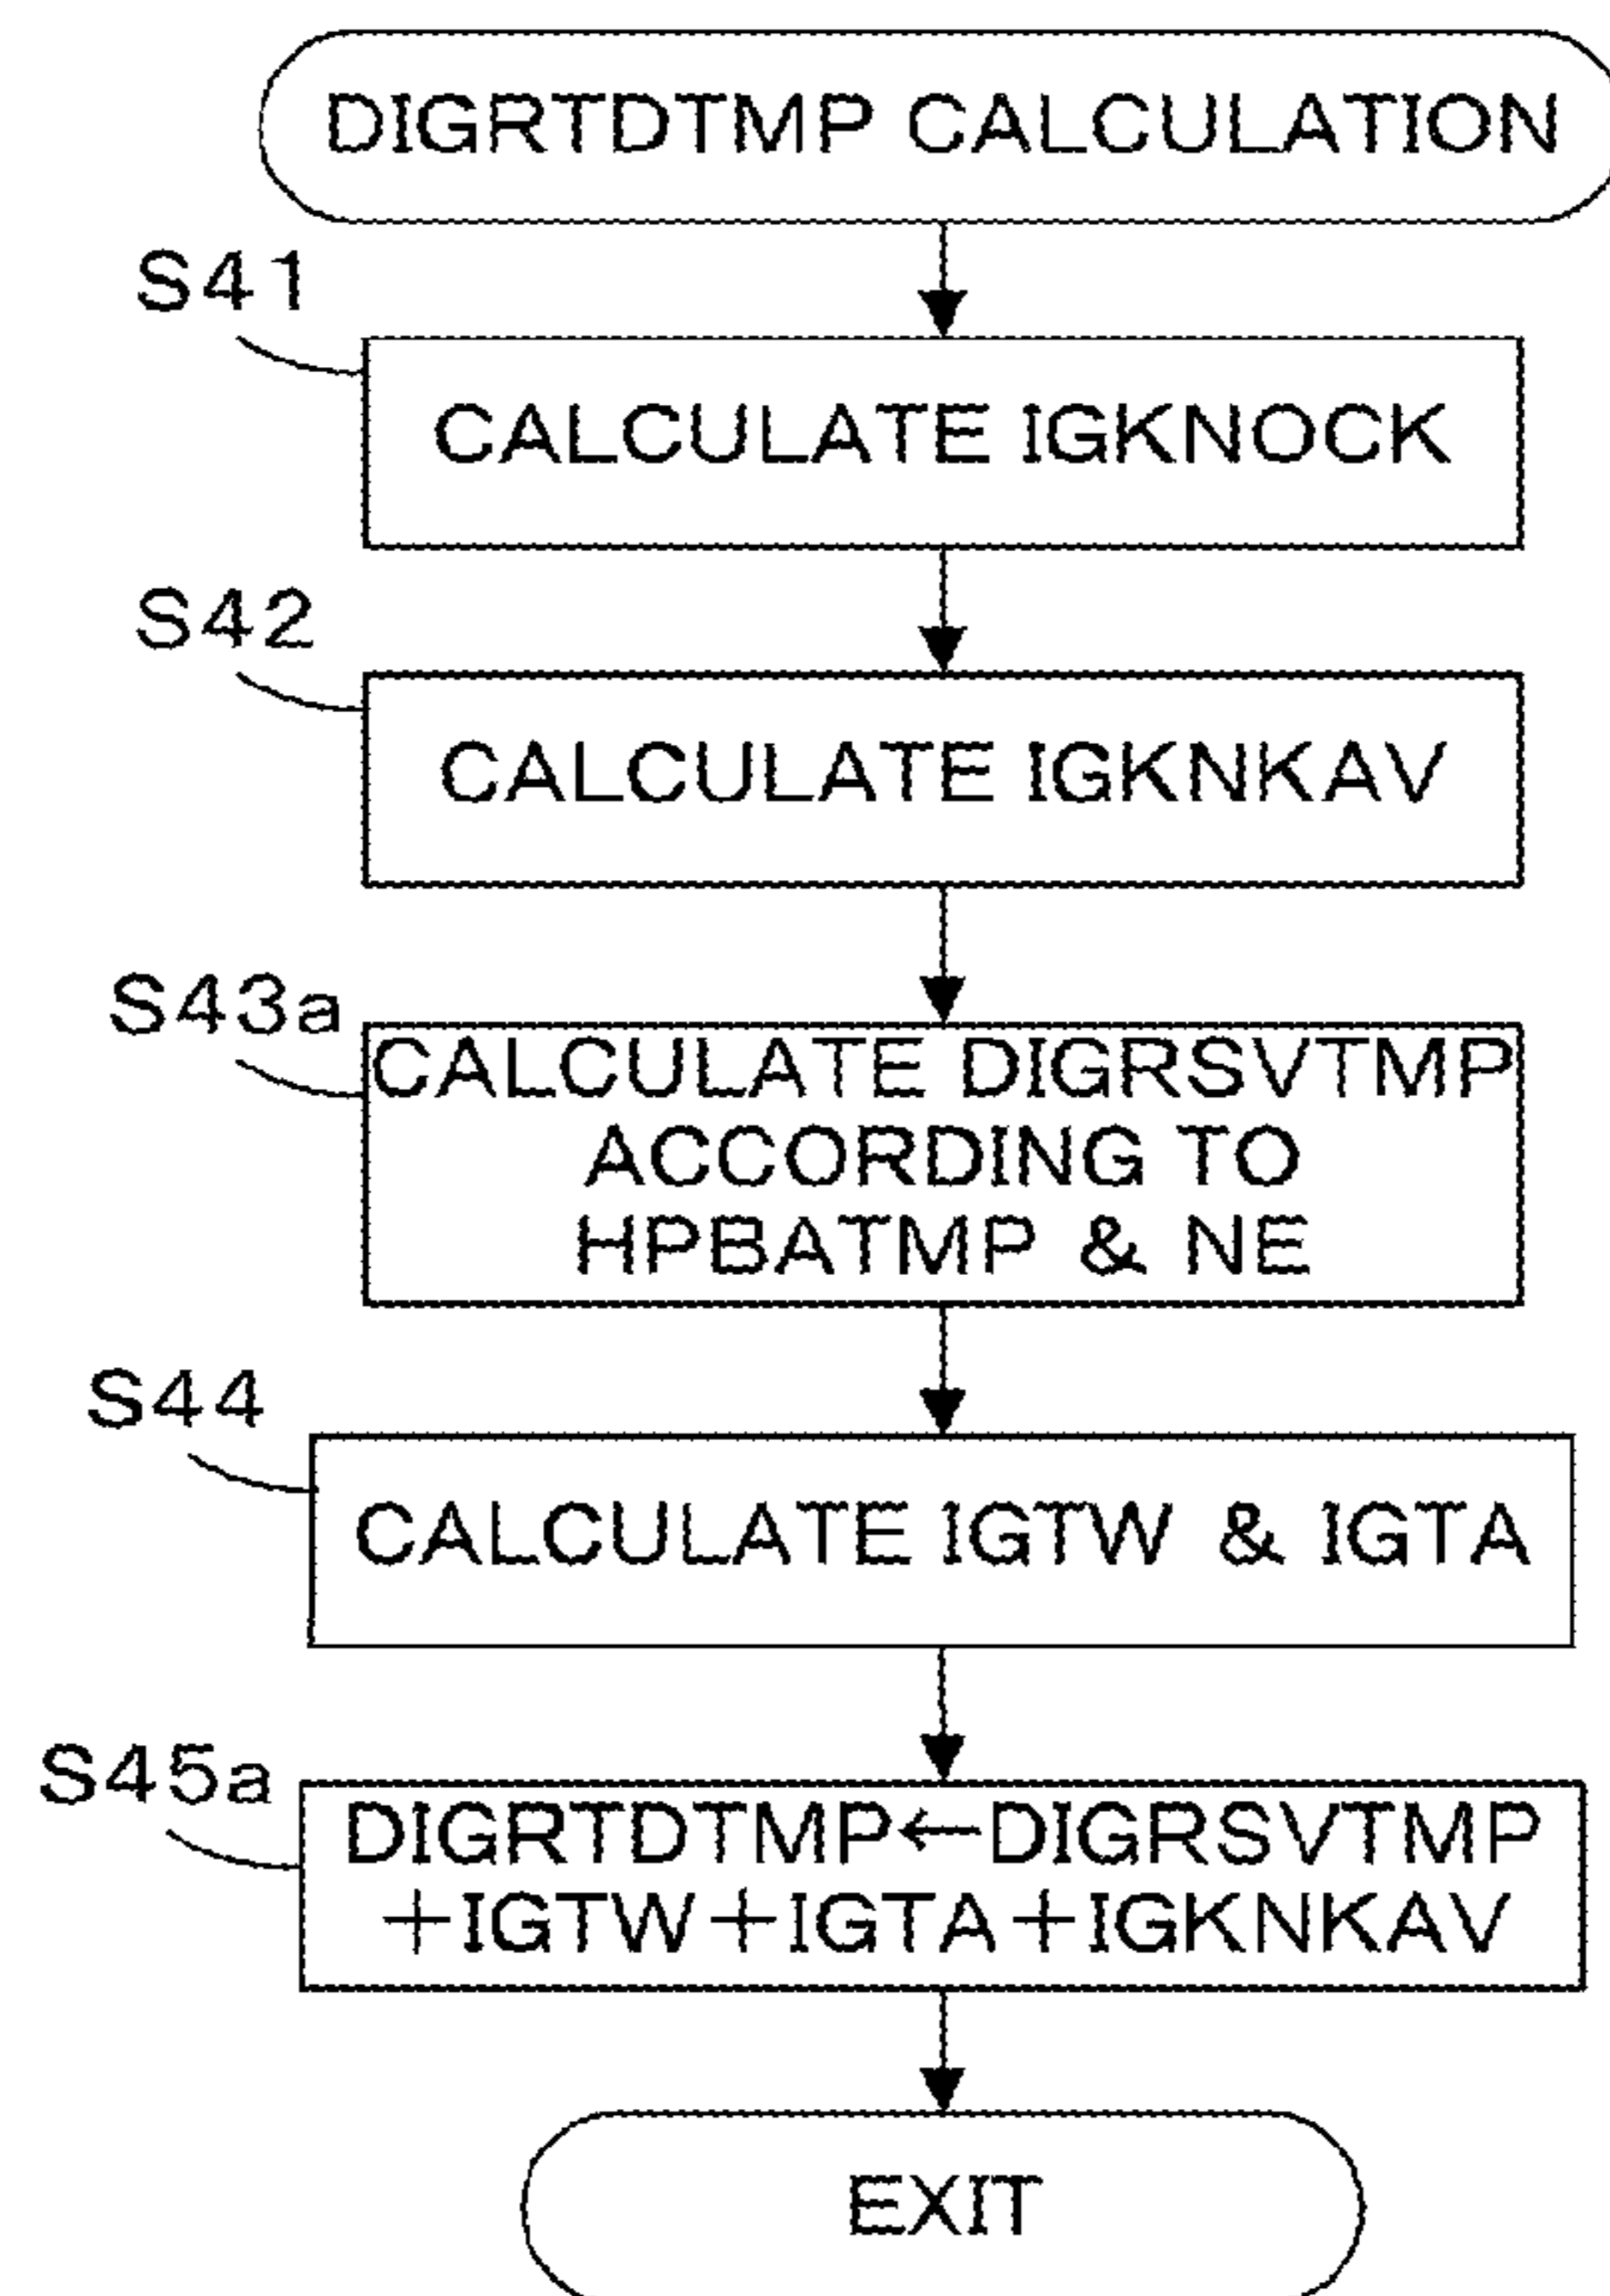 DIGRTDTMP CALCULATION
S41
CALCULATE IGKNOCK
S42
CALCULATE IGKNKAV
S43a
CALCULATE DIGRSVTMP
ACCORDING TO
HPBATMP & NE
S44
CALCULATE IGTW & IGTA
S45a
DIGRTDTMP←DIGRSVTMP
+IGTW+IGTA+IGKNKAV
EXIT